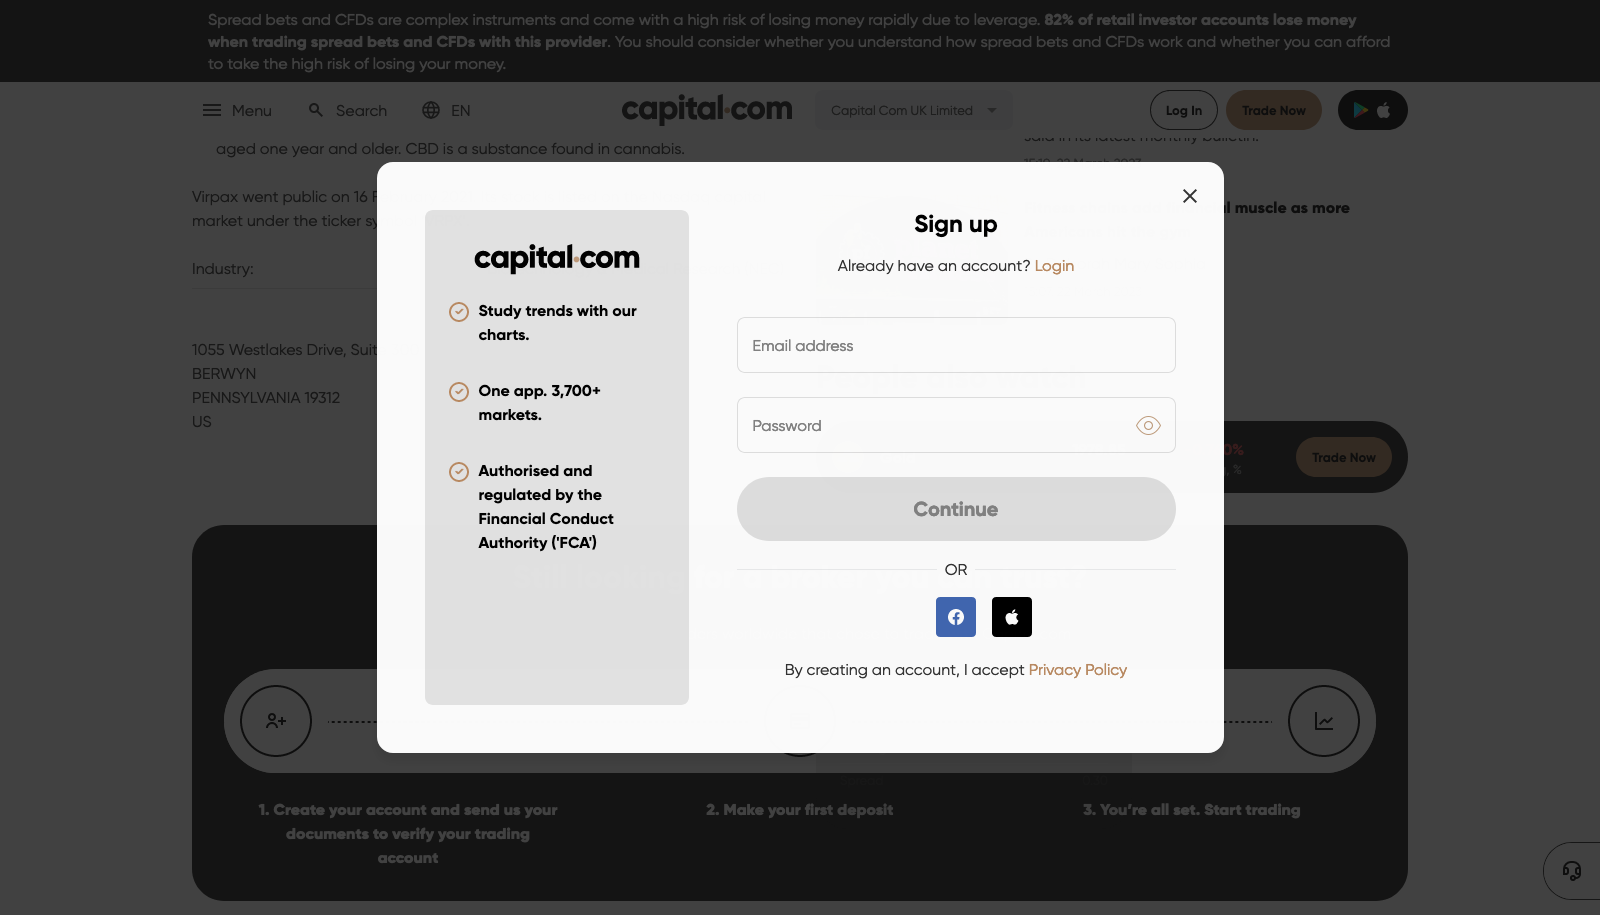 Spread bets and CFDs are complex instruments and come with a high risk of losing money rapidly due to leverage. 82% of retail investor accounts lose money
when trading spread bets and CFDs with this provider. You should consider whether you understand how spread bets and CFDs work and whether you can afford
to take the high risk of losing your money.
Menu
Search
EN
capital.com
Capital Com UK Limited
Log In
Trade Now
aged one year and older. CBD is a substance found in cannabis.
said in its latest monthly bulletin.
Virpax went public on 16
market under the ticker
muscle as more
Industry:
1055 Westlakes Drive,
BERWYN
PENNSYLVANIA 19312
US
capital.com
Study trends with our
charts.
One app. 3,700+
markets.
Authorised and
regulated by the
Financial Conduct
Authority ('FCA')
Sign up
Already have an account? Login
Email address
Password
Continue
OR
By creating an account, I accept Privacy Policy
Trade Now
1. Create your account and send us your
documents to verify your trading
account
2. Make your first deposit
3. You're all set. Start trading